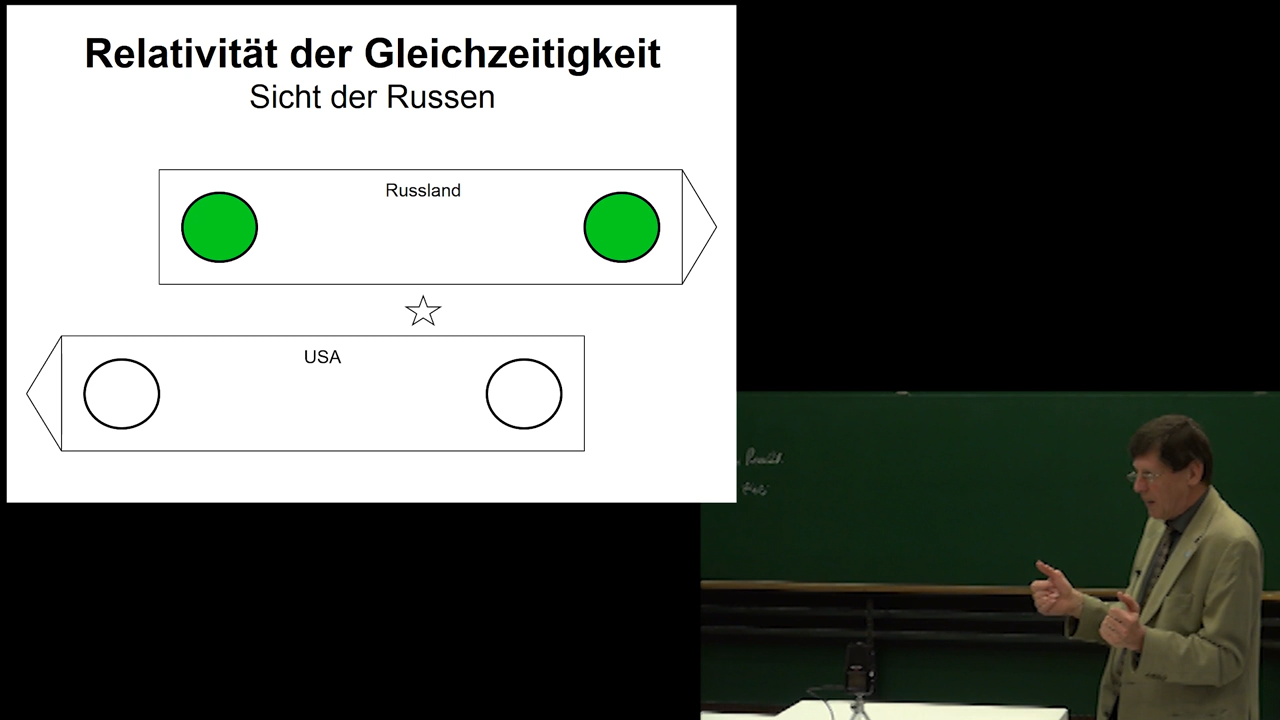 Relativität der Gleichzeitigkeit
Sicht der Russen
Russland
USA